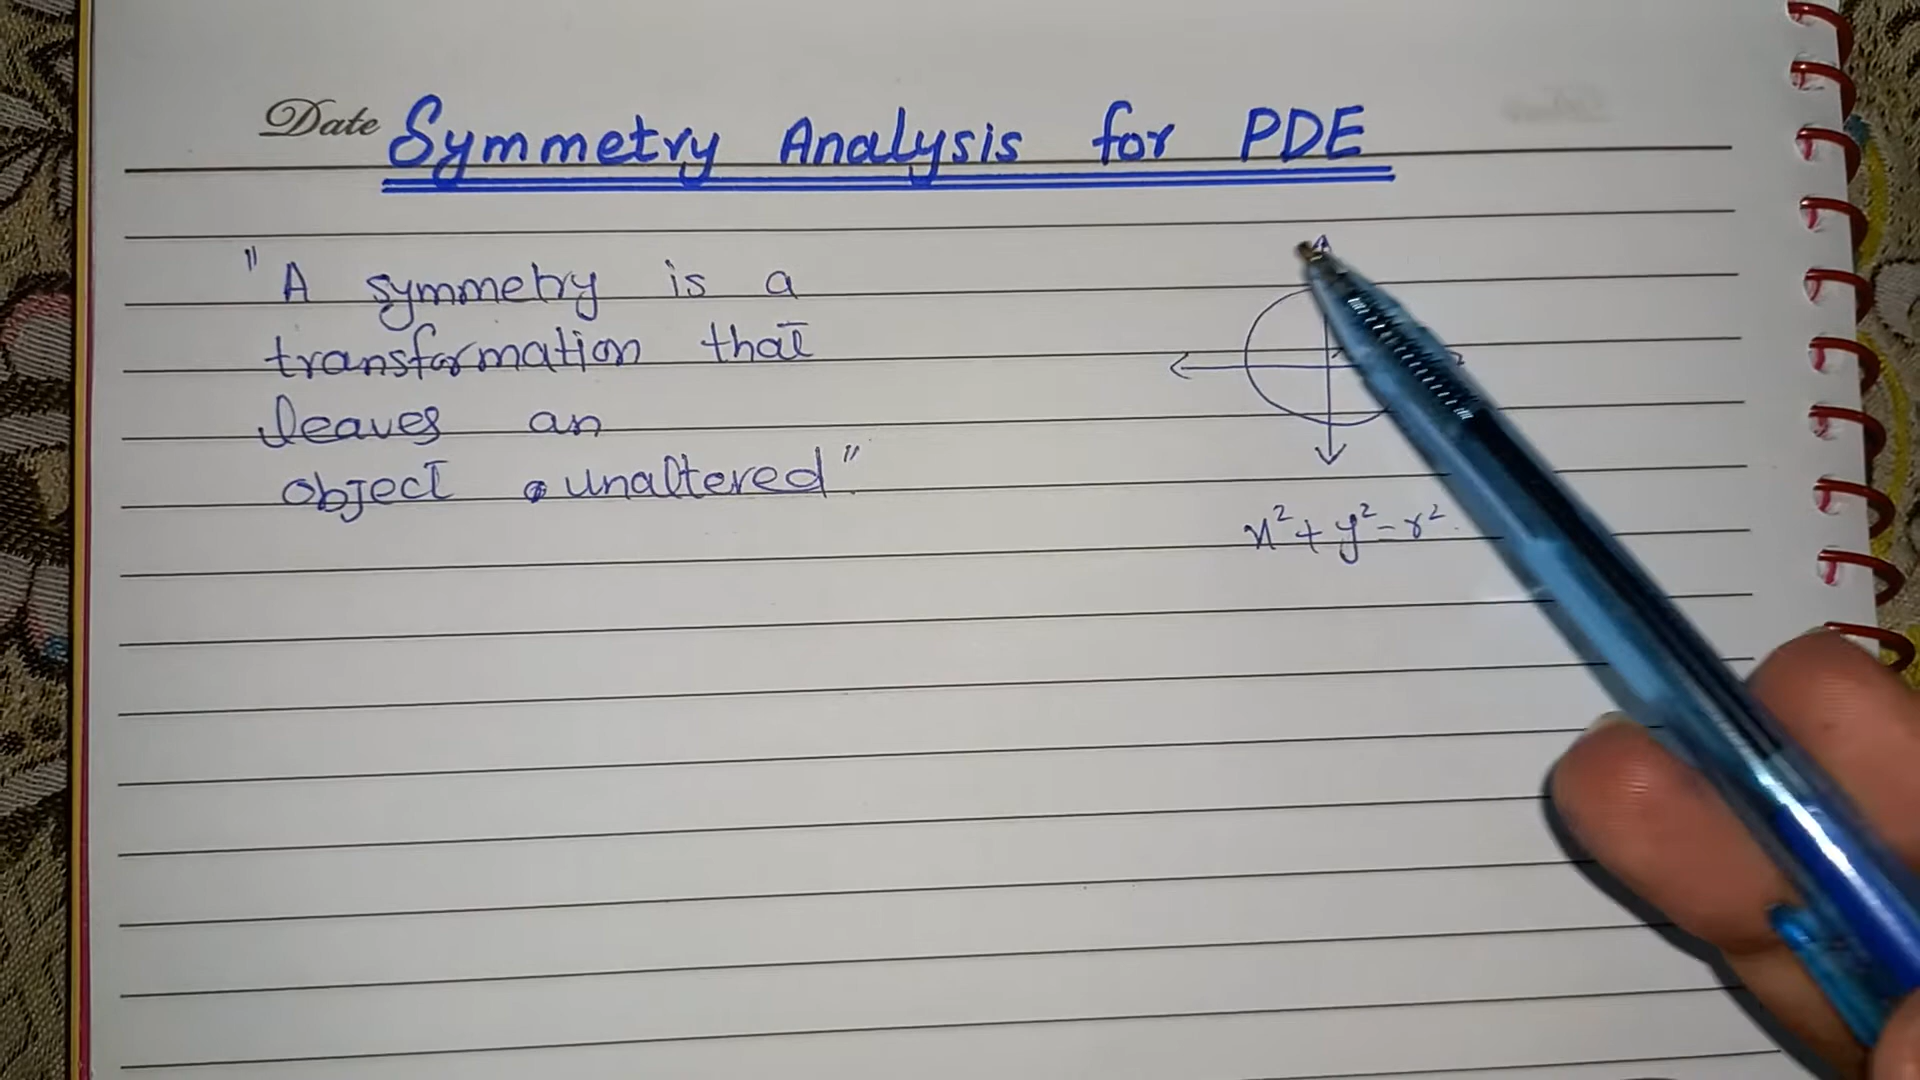 Date Symmetry Analysis for PDE
"A symmetry is a
transformation that
leaves an
object unaltered".
x²+y²=r².